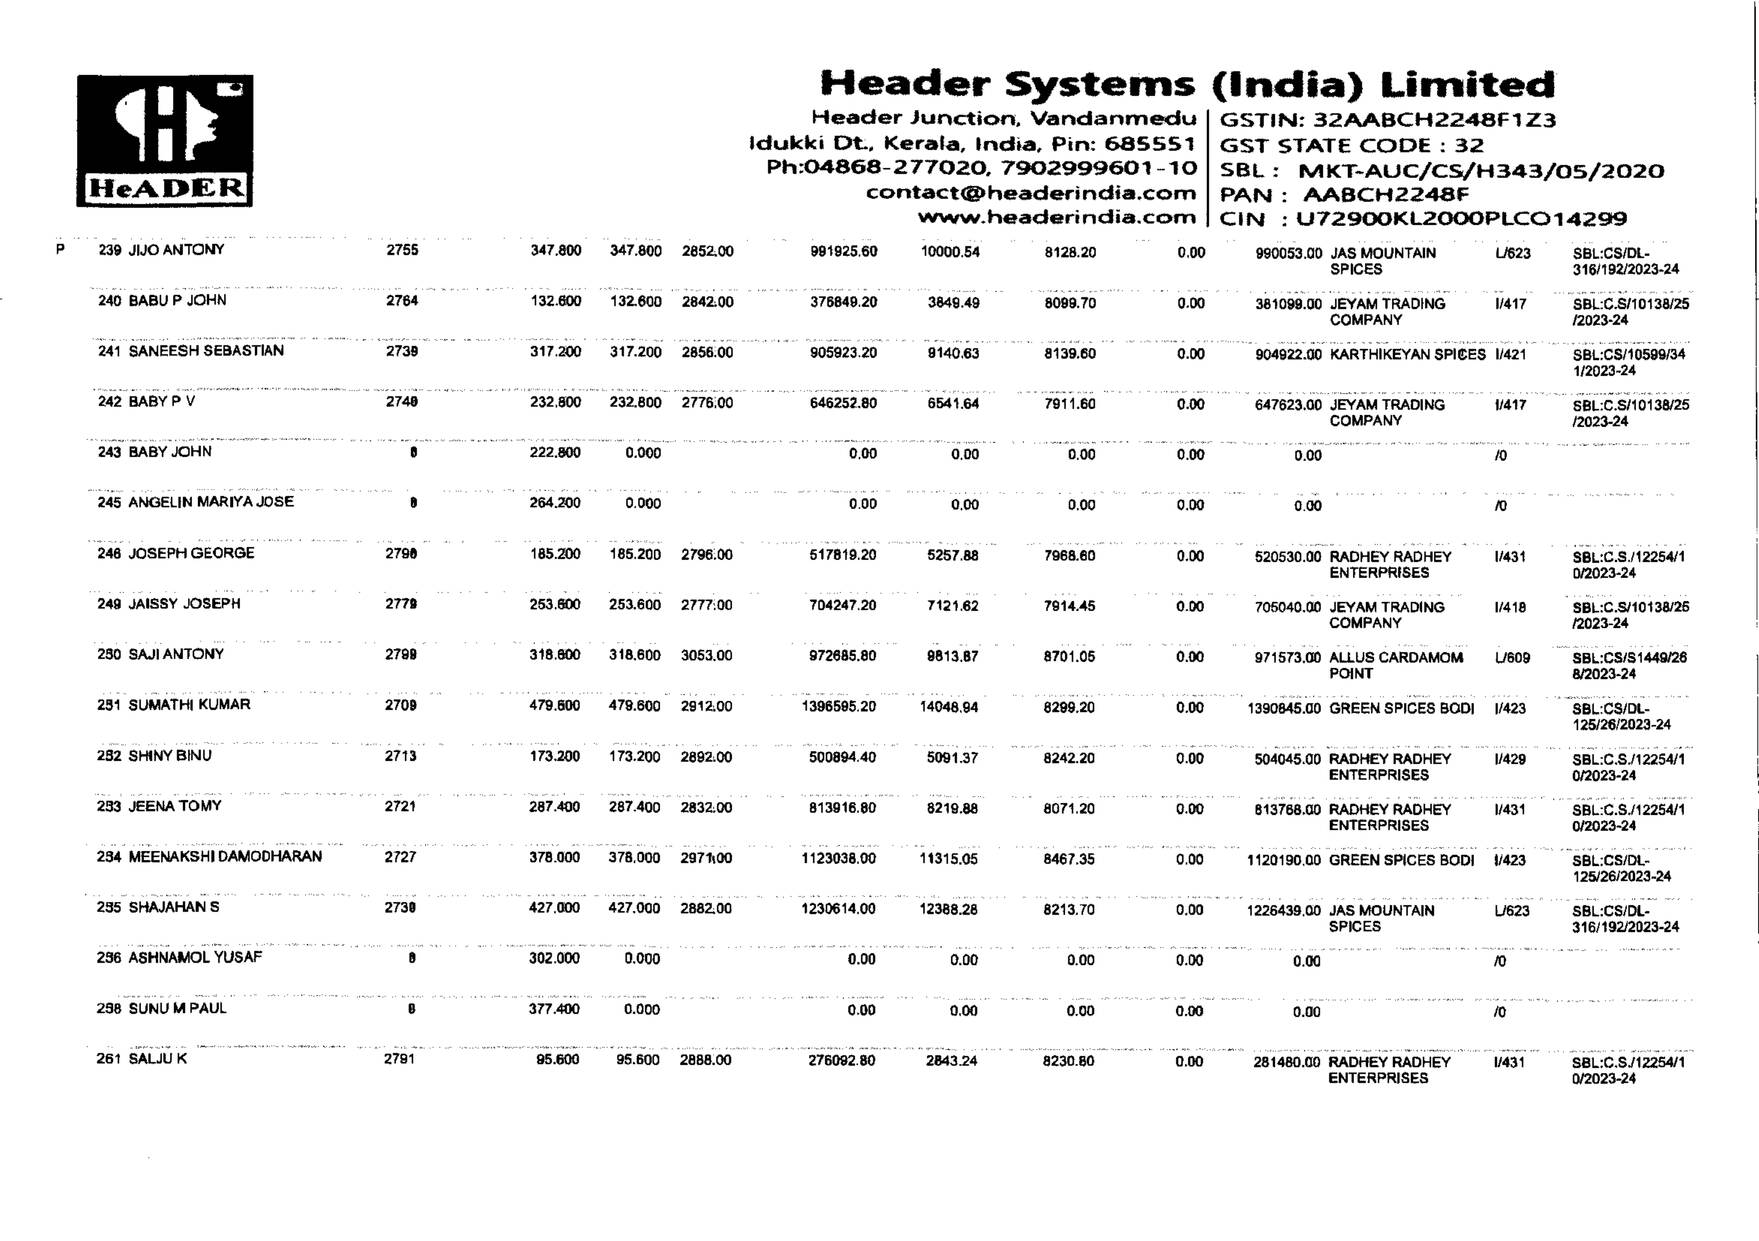 HeADER
Header Systems (India) Limited
Header Junction, Vandanmedu
Idukki Dt., Kerala, India, Pin: 685551
Ph:04868-277020, 7902999601-10
contact@headerindia.com
www.headerindia.com
GSTIN: 32AABCH2248F1Z3
GST STATE CODE : 32
SBL : MKT-AUC/CS/H343/05/2020
PAN : AABCH2248F
CIN : U72900KL2000PLC014299
P 239 JIJO ANTONY 2755 347.800 347.800 2852.00 991925.60 10000.54 8128.20 0.00 990053.00 JAS MOUNTAIN L/623 SBL:CS/DL-
SPICES 316/192/2023-24
240 BABU P JOHN 2764 132.600 132.600 2842.00 376849.20 3849.49 8099.70 0.00 381099.00 JEYAM TRADING I/417 SBL:C.S/10138/25
COMPANY /2023-24
241 SANEESH SEBASTIAN 2739 317.200 317.200 2856.00 905923.20 9140.63 8139.60 0.00 904922.00 KARTHIKEYAN SPICES I/421 SBL:CS/10599/34
1/2023-24
242 BABY P V 2748 232.800 232.800 2776.00 646252.80 6541.64 7911.60 0.00 647623.00 JEYAM TRADING I/417 SBL:C.S/10138/25
COMPANY /2023-24
243 BABY JOHN 0 222.800 0.000 0.00 0.00 0.00 0.00 0.00 /0
245 ANGELIN MARIYA JOSE 0 264.200 0.000 0.00 0.00 0.00 0.00 0.00 /0
246 JOSEPH GEORGE 2796 185.200 185.200 2796.00 517819.20 5257.88 7968.60 0.00 520530.00 RADHEY RADHEY I/431 SBL:C.S./12254/1
ENTERPRISES 0/2023-24
249 JAISSY JOSEPH 2779 253.600 253.600 2777.00 704247.20 7121.62 7914.45 0.00 705040.00 JEYAM TRADING I/418 SBL:C.S/10138/25
COMPANY /2023-24
250 SAJI ANTONY 2799 318.600 318.600 3053.00 972685.80 9813.87 8701.05 0.00 971573.00 ALLUS CARDAMOM L/609 SBL:CS/S1449/26
POINT 8/2023-24
251 SUMATHI KUMAR 2709 479.600 479.600 2912.00 1396595.20 14048.94 8299.20 0.00 1390845.00 GREEN SPICES BODI I/423 SBL:CS/DL-
125/26/2023-24
252 SHINY BINU 2713 173.200 173.200 2892.00 500894.40 5091.37 8242.20 0.00 504045.00 RADHEY RADHEY I/429 SBL:C.S./12254/1
ENTERPRISES 0/2023-24
253 JEENA TOMY 2721 287.400 287.400 2832.00 813916.80 8219.88 8071.20 0.00 813768.00 RADHEY RADHEY I/431 SBL:C.S./12254/1
ENTERPRISES 0/2023-24
254 MEENAKSHI DAMODHARAN 2727 378.000 378.000 2971.00 1123038.00 11315.05 8467.35 0.00 1120190.00 GREEN SPICES BODI I/423 SBL:CS/DL-
125/26/2023-24
255 SHAJAHAN S 427.000 427.000 2882.00 1230614.00 12388.28 8213.70 0.00 1226439.00 JAS MOUNTAIN L/623 SBL:CS/DL-
SPICES 316/192/2023-24
256 ASHNAMOL YUSAF 0 302.000 0.000 0.00 0.00 0.00 0.00 0.00 /0
258 SUNU M PAUL 0 377.400 0.000 0.00 0.00 0.00 0.00 0.00 /0
261 SALJU K 2791 95.600 95.600 2888.00 276092.80 2843.24 8230.80 0.00 281480.00 RADHEY RADHEY I/431 SBL:C.S./12254/1
ENTERPRISES 0/2023-24